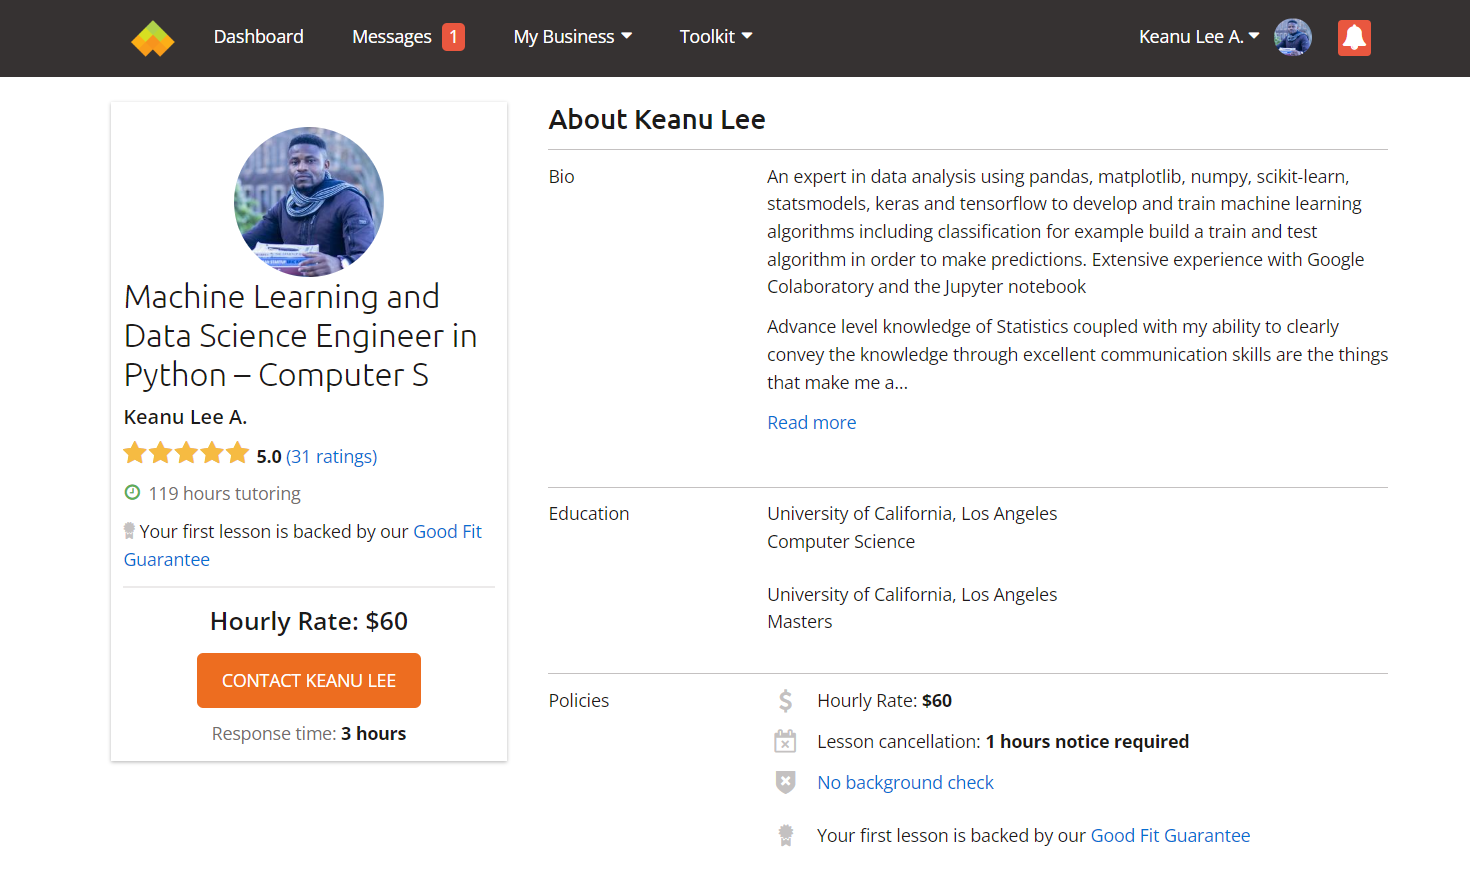 Dashboard
Messages 1
My Business
Toolkit
Keanu Lee A.
Machine Learning and
Data Science Engineer in
Python – Computer S
Keanu Lee A.
5.0 (31 ratings)
119 hours tutoring
Your first lesson is backed by our Good Fit
Guarantee
Hourly Rate: $60
CONTACT KEANU LEE
Response time: 3 hours
About Keanu Lee
Bio
An expert in data analysis using pandas, matplotlib, numpy, scikit-learn,
statsmodels, keras and tensorflow to develop and train machine learning
algorithms including classification for example build a train and test
algorithm in order to make predictions. Extensive experience with Google
Colaboratory and the Jupyter notebook
Advance level knowledge of Statistics coupled with my ability to clearly
convey the knowledge through excellent communication skills are the things
that make me a...
Read more
Education
University of California, Los Angeles
Computer Science
University of California, Los Angeles
Masters
Policies
Hourly Rate: $60
Lesson cancellation: 1 hours notice required
No background check
Your first lesson is backed by our Good Fit Guarantee